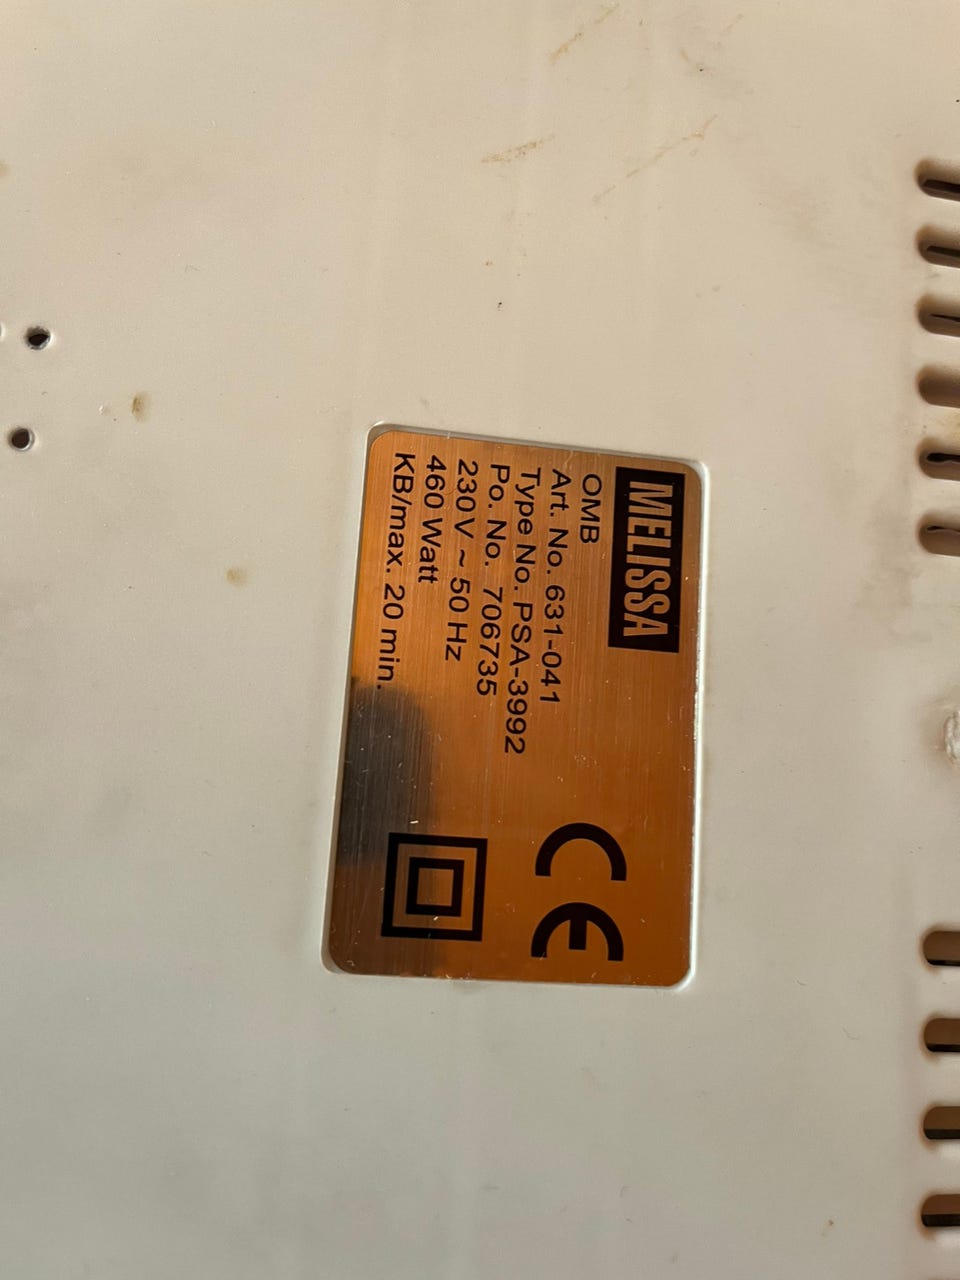 MELISSA
OMB
Art. No. 631-041
Type No. PSA-3992
Po. No. 706735
230 V ~ 50 Hz
460 Watt
KB/max. 20 min.
CE